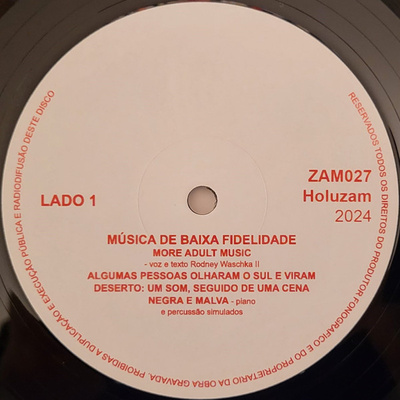 RESERVADOS TODOS OS DIREITOS DO PRODUTOR FONOGRÁFICO E DO PROPRIETÁRIO DA OBRA GRAVADA. PROIBIDAS A DUPLICAÇÃO E EXECUÇÃO PÚBLICA E RADIODIFUSÃO DESTE DISCO
LADO 1
ZAM027
Holuzam
2024
MÚSICA DE BAIXA FIDELIDADE
MORE ADULT MUSIC
- voz e texto Rodney Waschka II
ALGUMAS PESSOAS OLHARAM O SUL E VIRAM
DESERTO: UM SOM, SEGUIDO DE UMA CENA
NEGRA E MALVA - piano
e percussão simulados